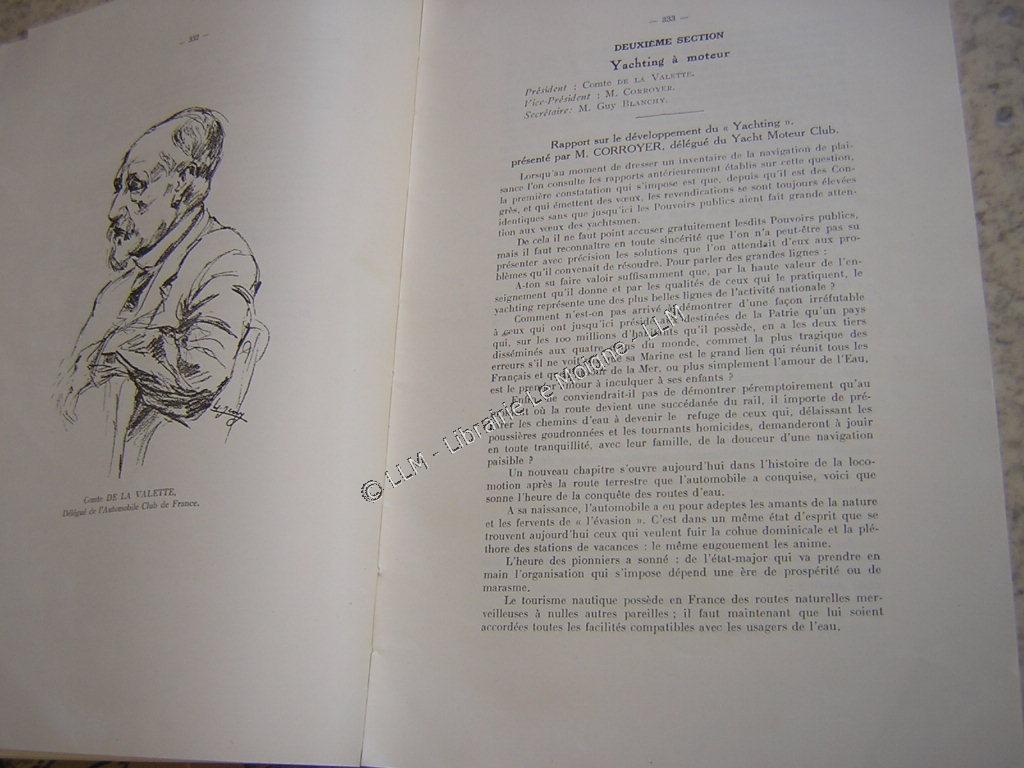 — 332 —
Comte DE LA VALETTE,
Délégué de l'Automobile Club de France.
— 333 —
DEUXIÈME SECTION
Yachting à moteur
Président : Comte DE LA VALETTE.
Vice-Président : M. CORROYER.
Secrétaire : M. Guy BLANCHY.
Rapport sur le développement du « Yachting »,
présenté par M. CORROYER, délégué du Yacht Moteur Club.
Lorsqu'au moment de dresser un inventaire de la navigation de plai-
sance l'on consulte les rapports antérieurement établis sur cette question,
la première constatation qui s'impose est que, depuis qu'il est des Con-
grès, et qui émettent des vœux, les revendications se sont toujours élevées
identiques sans que jusqu'ici les Pouvoirs publics aient fait grande atten-
tion aux vœux des yachtsmen.
De cela il ne faut point accuser gratuitement lesdits Pouvoirs publics,
mais il faut reconnaître en toute sincérité que l'on n'a peut-être pas su
présenter avec précision les solutions que l'on attendait d'eux aux pro-
blèmes qu'il convenait de résoudre. Pour parler des grandes lignes :
A-ton su faire valoir suffisamment que, par la haute valeur de l'en-
seignement qu'il donne et par les qualités de ceux qui le pratiquent, le
yachting représente une des plus belles lignes de l'activité nationale ?
Comment n'est-on pas arrivé à démontrer d'une façon irréfutable
à ceux qui ont jusqu'ici présidé aux destinées de la Patrie qu'un pays
qui, sur les 100 millions d'habitants qu'il possède, en a les deux tiers
disséminés aux quatre coins du monde, commet la plus tragique des
erreurs s'il ne voit que sa Marine est le grand lien qui réunit tous les
Français et que l'amour de la Mer, ou plus simplement l'amour de l'Eau,
est le premier amour à inculquer à ses enfants ?
Enfin ne conviendrait-il pas de démontrer péremptoirement qu'au
où la route devient une succédanée du rail, il importe de pré-
les chemins d'eau à devenir le refuge de ceux qui, délaissant les
poussières goudronnées et les tournants homicides, demanderont à jouir
en toute tranquillité, avec leur famille, de la douceur d'une navigation
paisible ?
Un nouveau chapitre s'ouvre aujourd'hui dans l'histoire de la loco-
motion après la route terrestre que l'automobile a conquise, voici que
sonne l'heure de la conquête des routes d'eau.
A sa naissance, l'automobile a eu pour adeptes les amants de la nature
et les fervents de « l'évasion ». C'est dans un même état d'esprit que se
trouvent aujourd'hui ceux qui veulent fuir la cohue dominicale et la plé-
thore des stations de vacances : le même engouement les anime.
L'heure des pionniers a sonné : de l'état-major qui va prendre en
main l'organisation qui s'impose dépend une ère de prospérité ou de
marasme.
Le tourisme nautique possède en France des routes naturelles mer-
veilleuses à nulles autres pareilles ; il faut maintenant que lui soient
accordées toutes les facilités compatibles avec les usagers de l'eau.
© LLM - Librairie Le Moigne - LLM